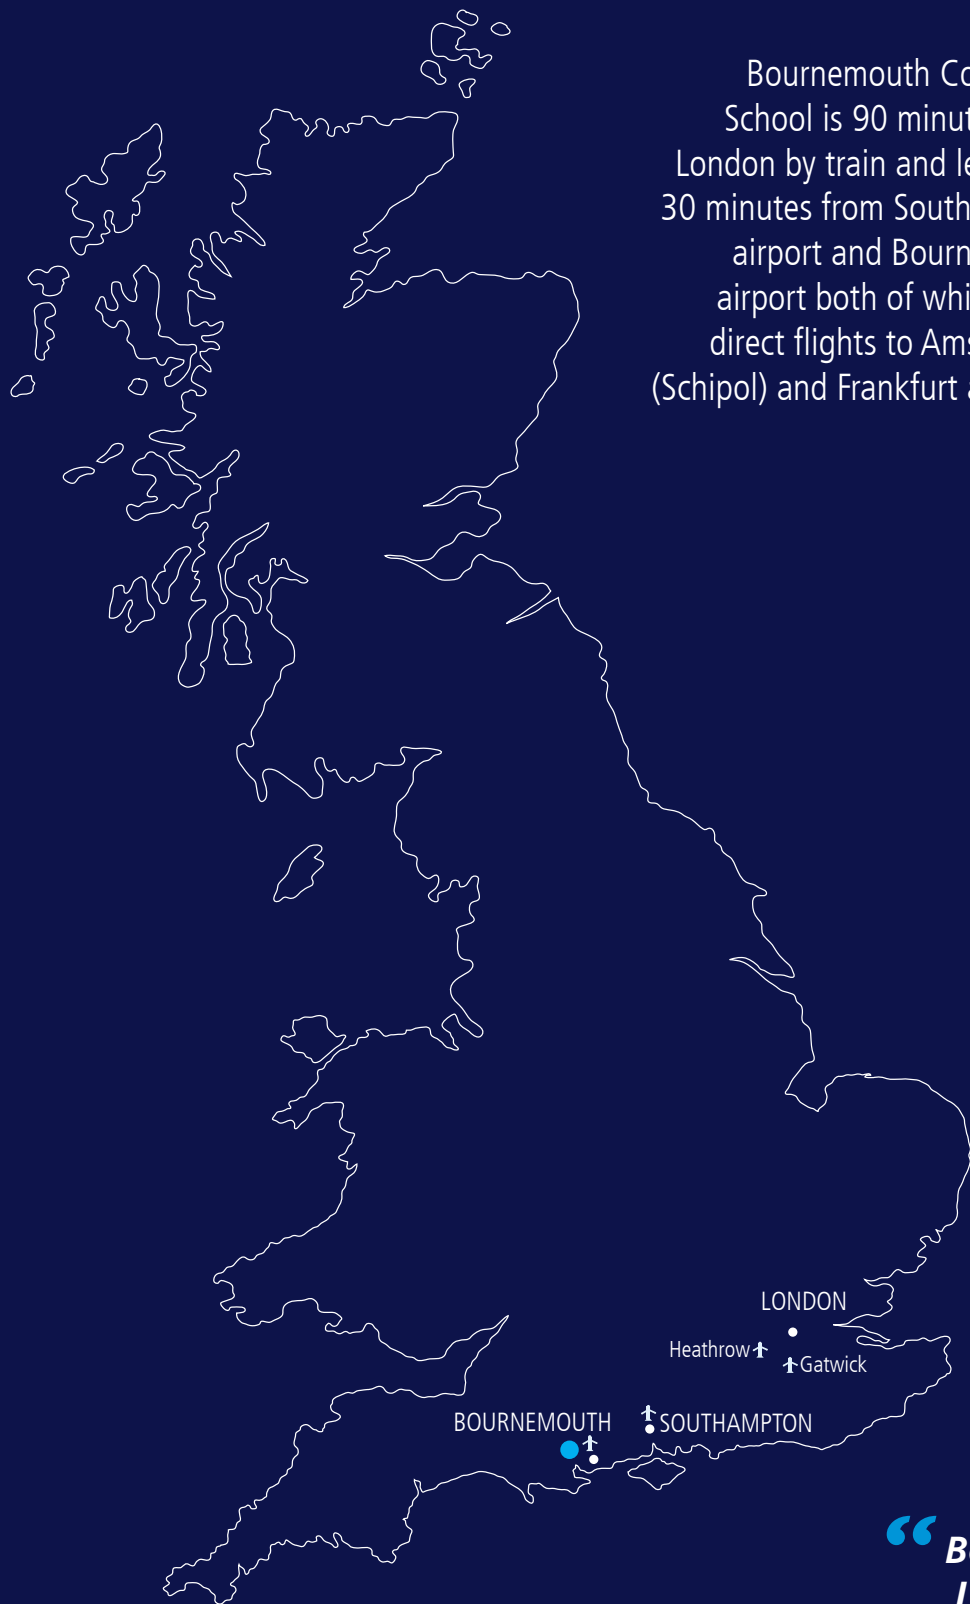 Bournemouth Co
School is 90 minut
London by train and le
30 minutes from South
airport and Bourn
airport both of whi
direct flights to Ams
(Schipol) and Frankfurt a
LONDON
Heathrow
Gatwick
BOURNEMOUTH
SOUTHAMPTON
“ B